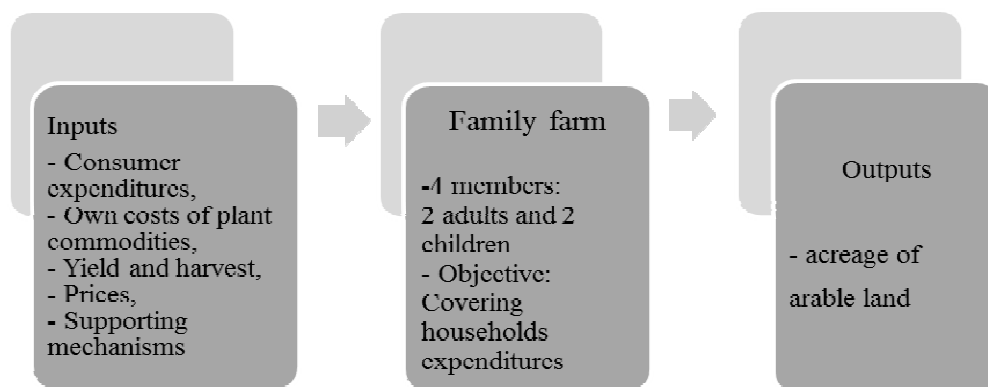 Inputs
- Consumer
expenditures,
- Own costs of plant
commodities,
- Yield and harvest,
- Prices,
- Supporting
mechanisms
Family farm
-4 members:
2 adults and 2
children
- Objective:
Covering
households
expenditures
Outputs
- acreage of
arable land